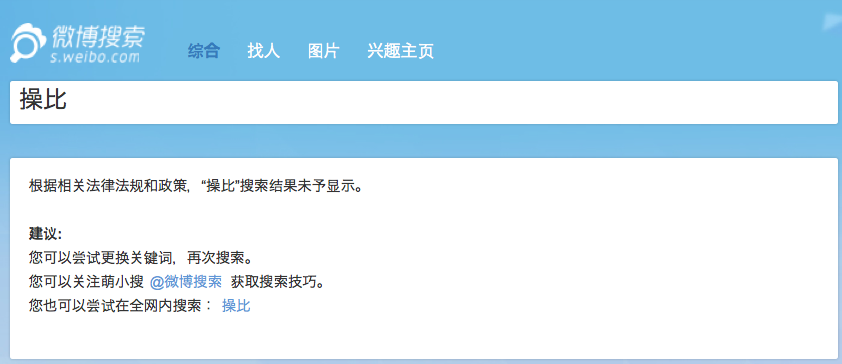 微博搜索
s.weibo.com
综合 找人 图片 兴趣主页
操比
根据相关法律法规和政策，“操比”搜索结果未予显示。
建议：
您可以尝试更换关键词，再次搜索。
您可以关注萌小搜 @微博搜索 获取搜索技巧。
您也可以尝试在全网内搜索： 操比